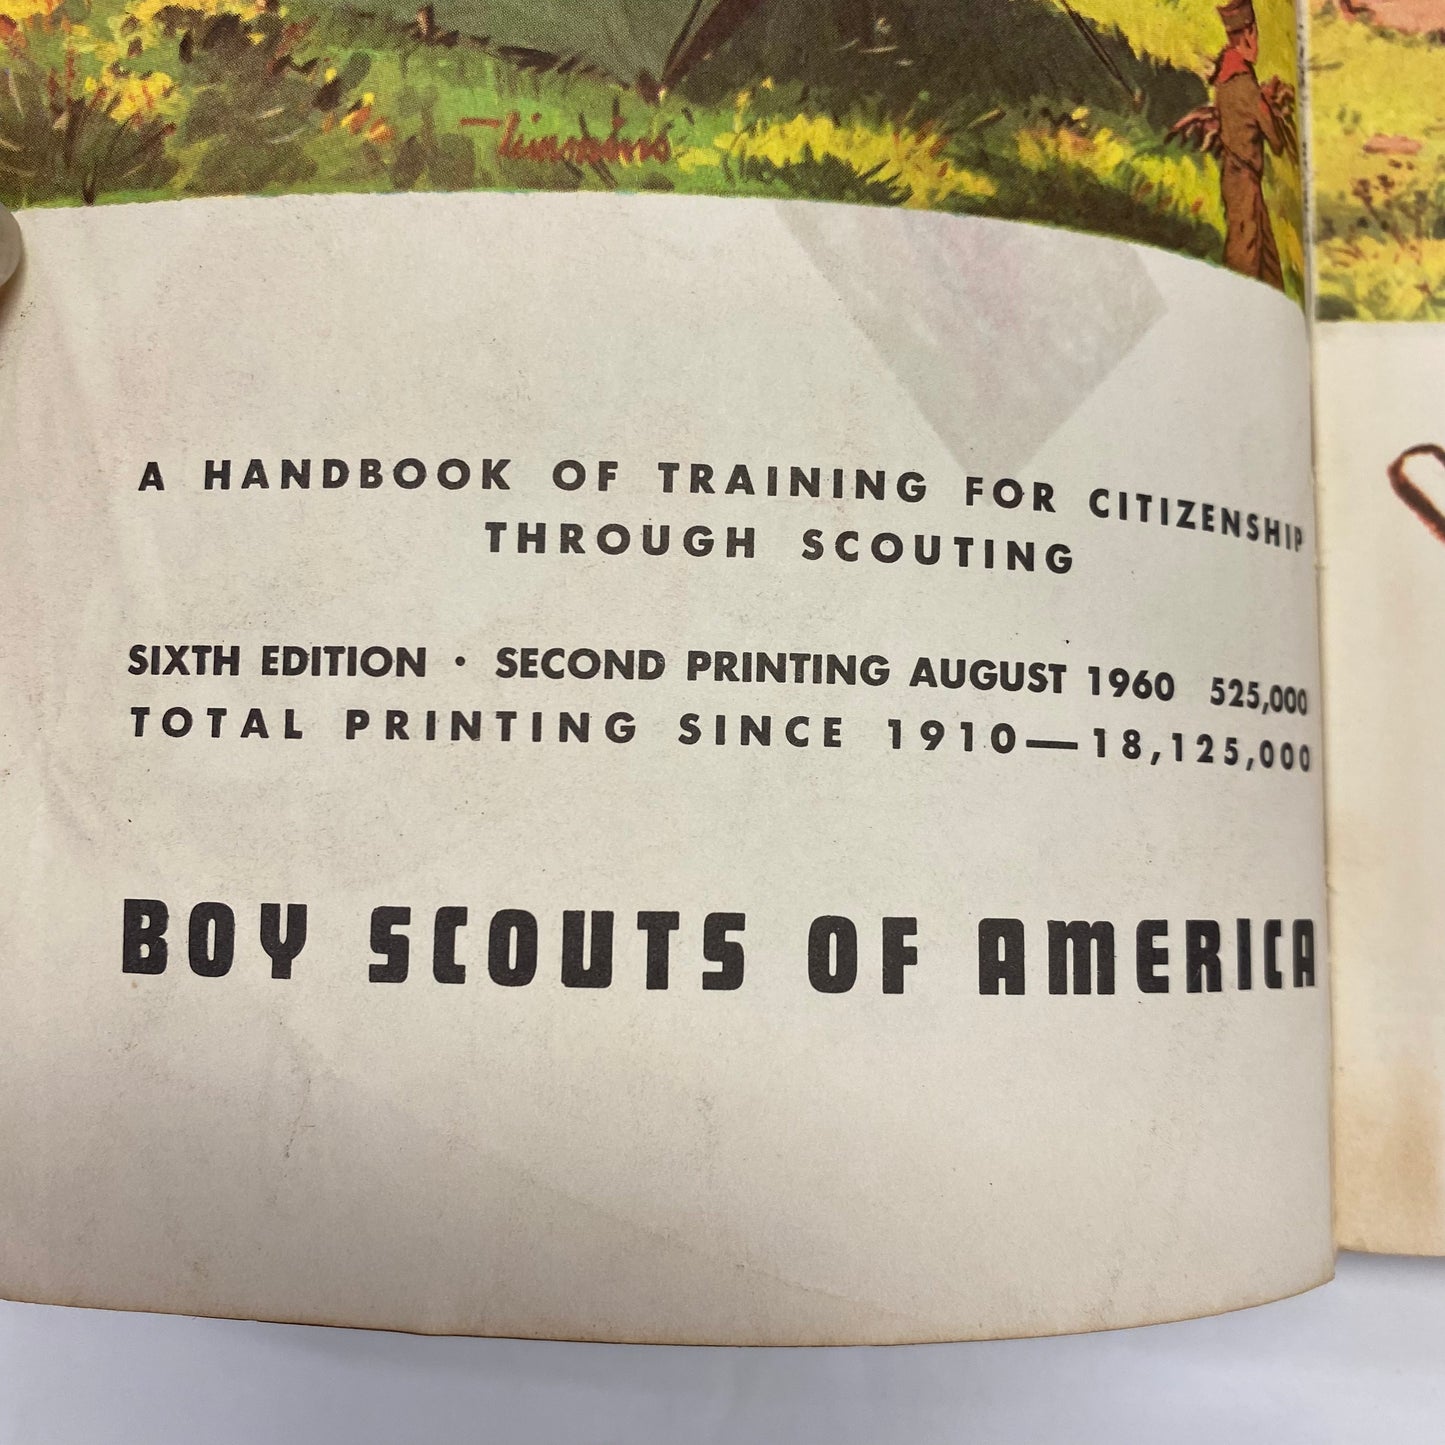 Timmins
A HANDBOOK OF TRAINING FOR CITIZENSHIP
THROUGH SCOUTING
SIXTH EDITION · SECOND PRINTING AUGUST 1960 525,000
TOTAL PRINTING SINCE 1910—18,125,000
BOY SCOUTS OF AMERICA